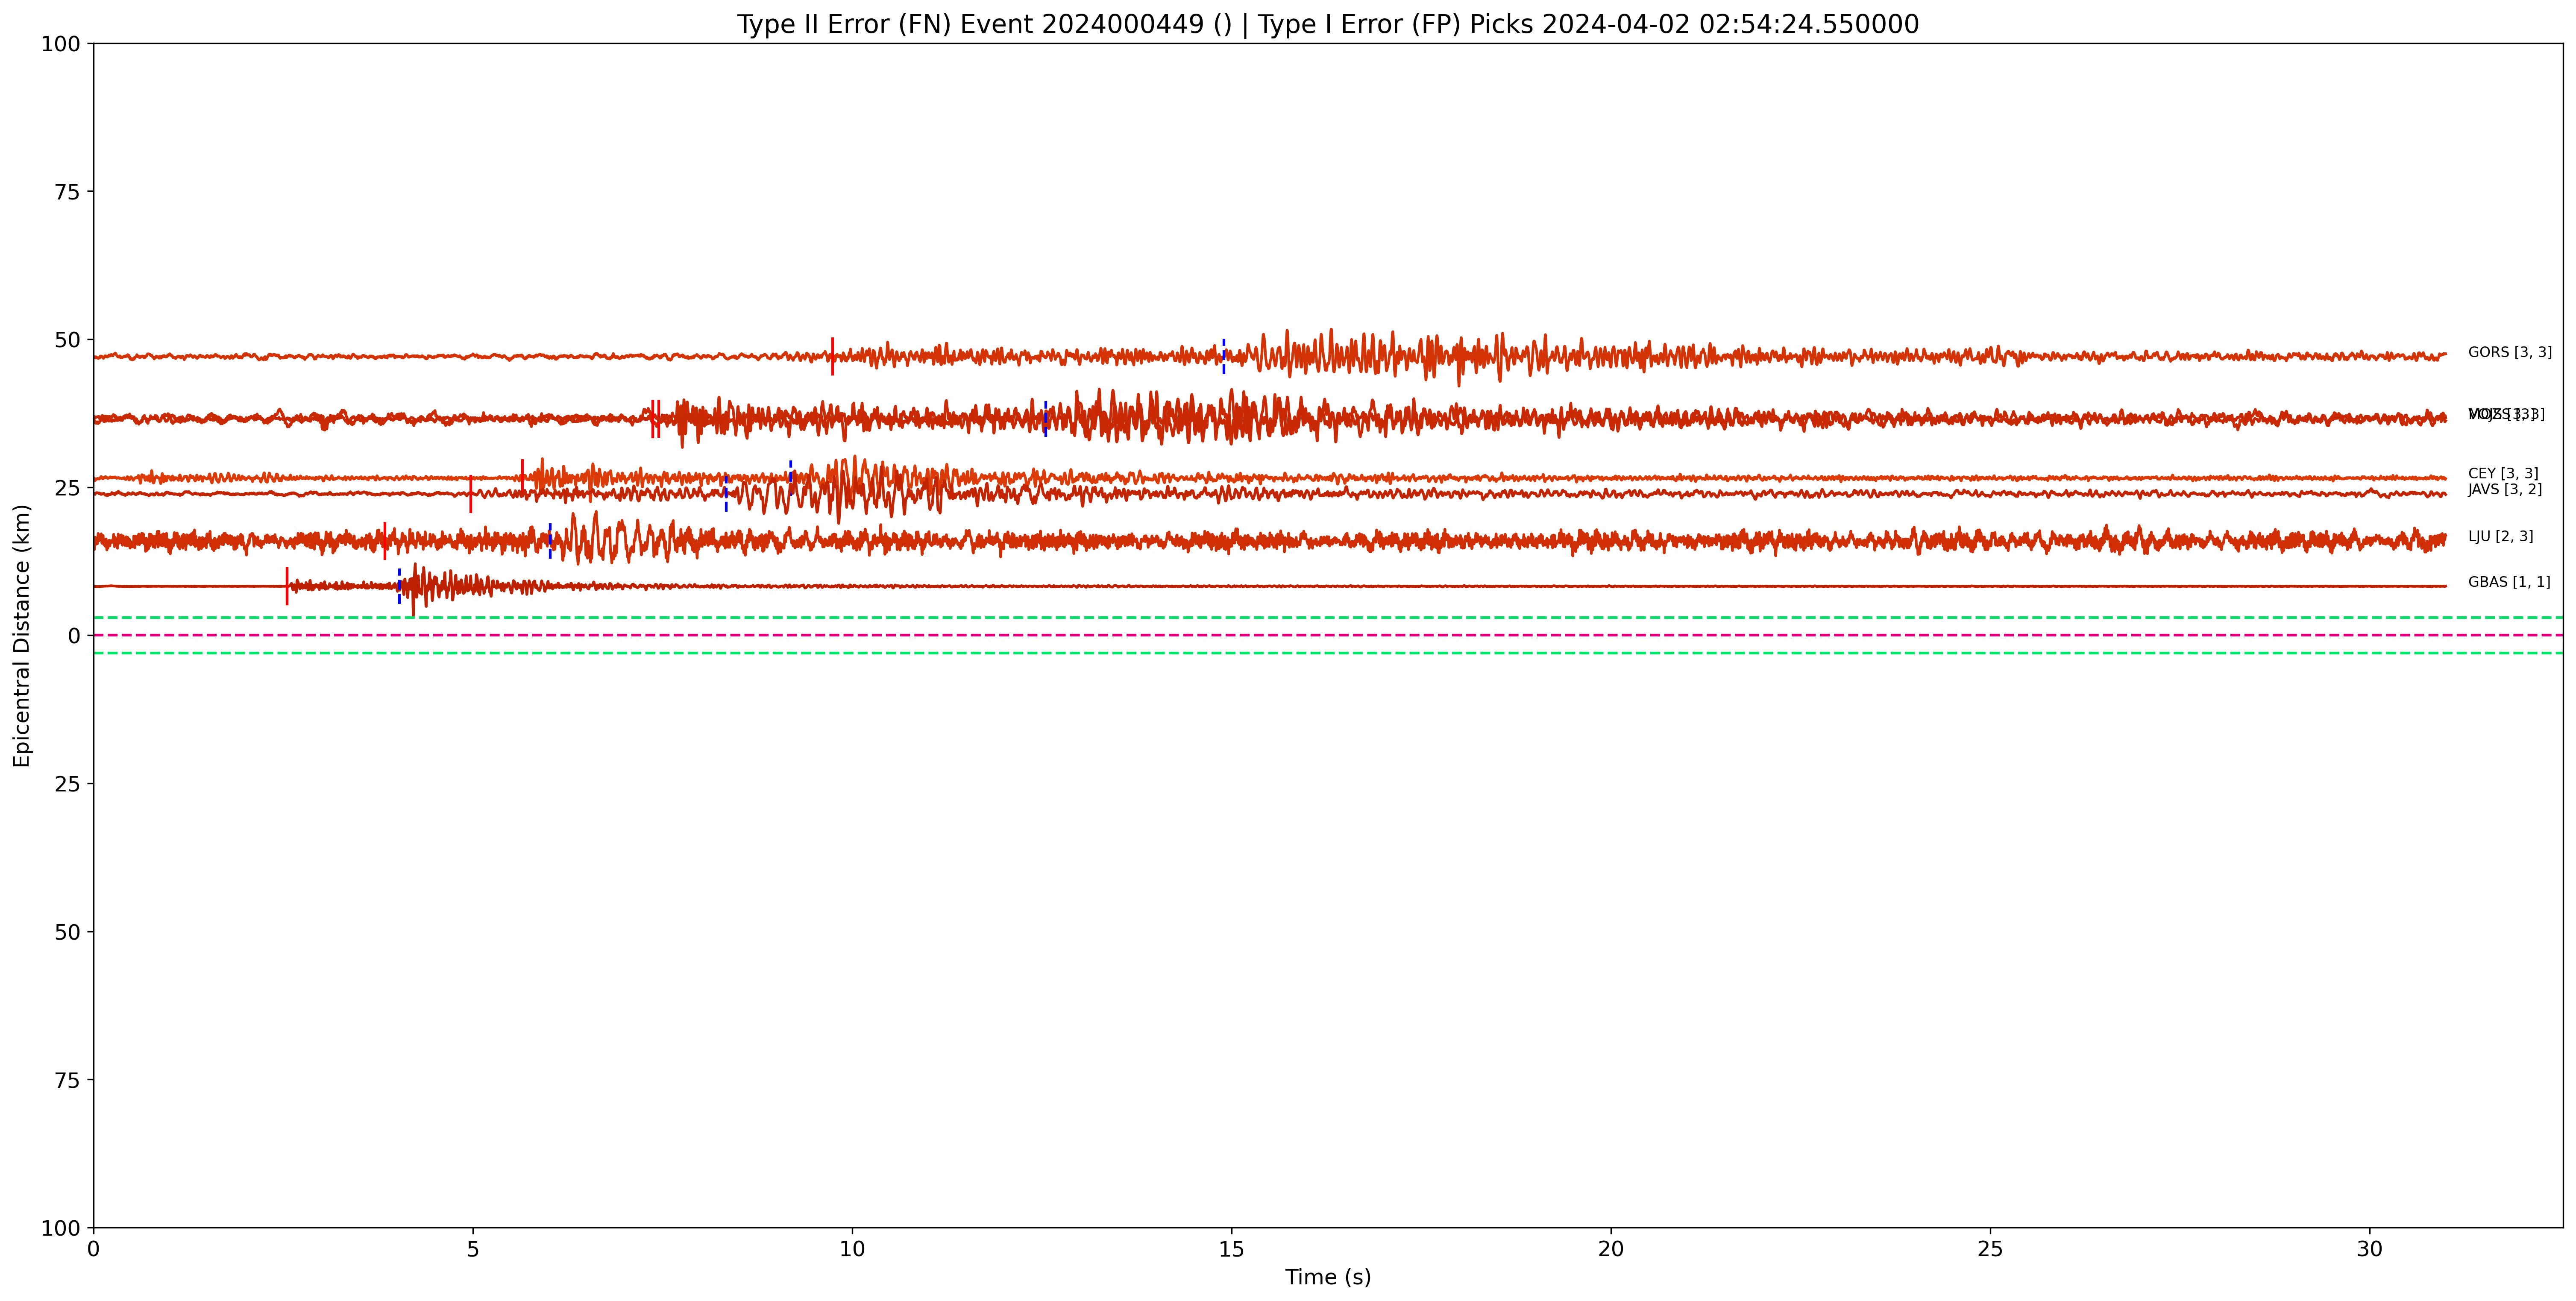 Type II Error (FN) Event 2024000449 () | Type I Error (FP) Picks 2024-04-02 02:54:24.550000
100
75
50
25
0
25
50
75
100
Epicentral Distance (km)
GORS [3, 3]
CEY [3, 3]
JAVS [3, 2]
LJU [2, 3]
GBAS [1, 1]
0
5
10
15
20
25
30
Time (s)